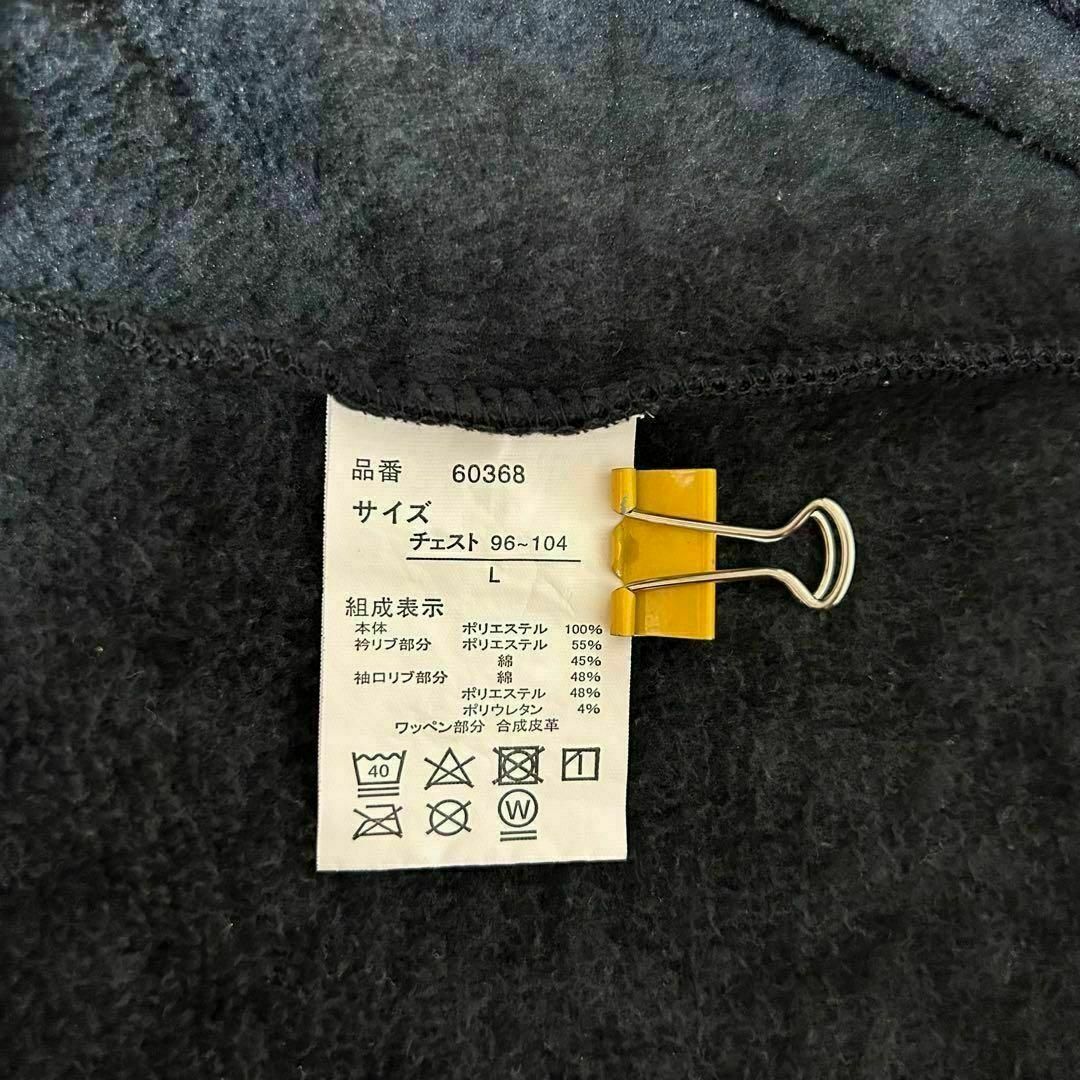 品番 60368
サイズ
チェスト 96~104
L
組成表示
本体 ポリエステル 100%
衿リブ部分 ポリエステル 55%
綿 45%
袖口リブ部分 綿 48%
ポリエステル 48%
ポリウレタン 4%
ワッペン部分 合成皮革
40
W